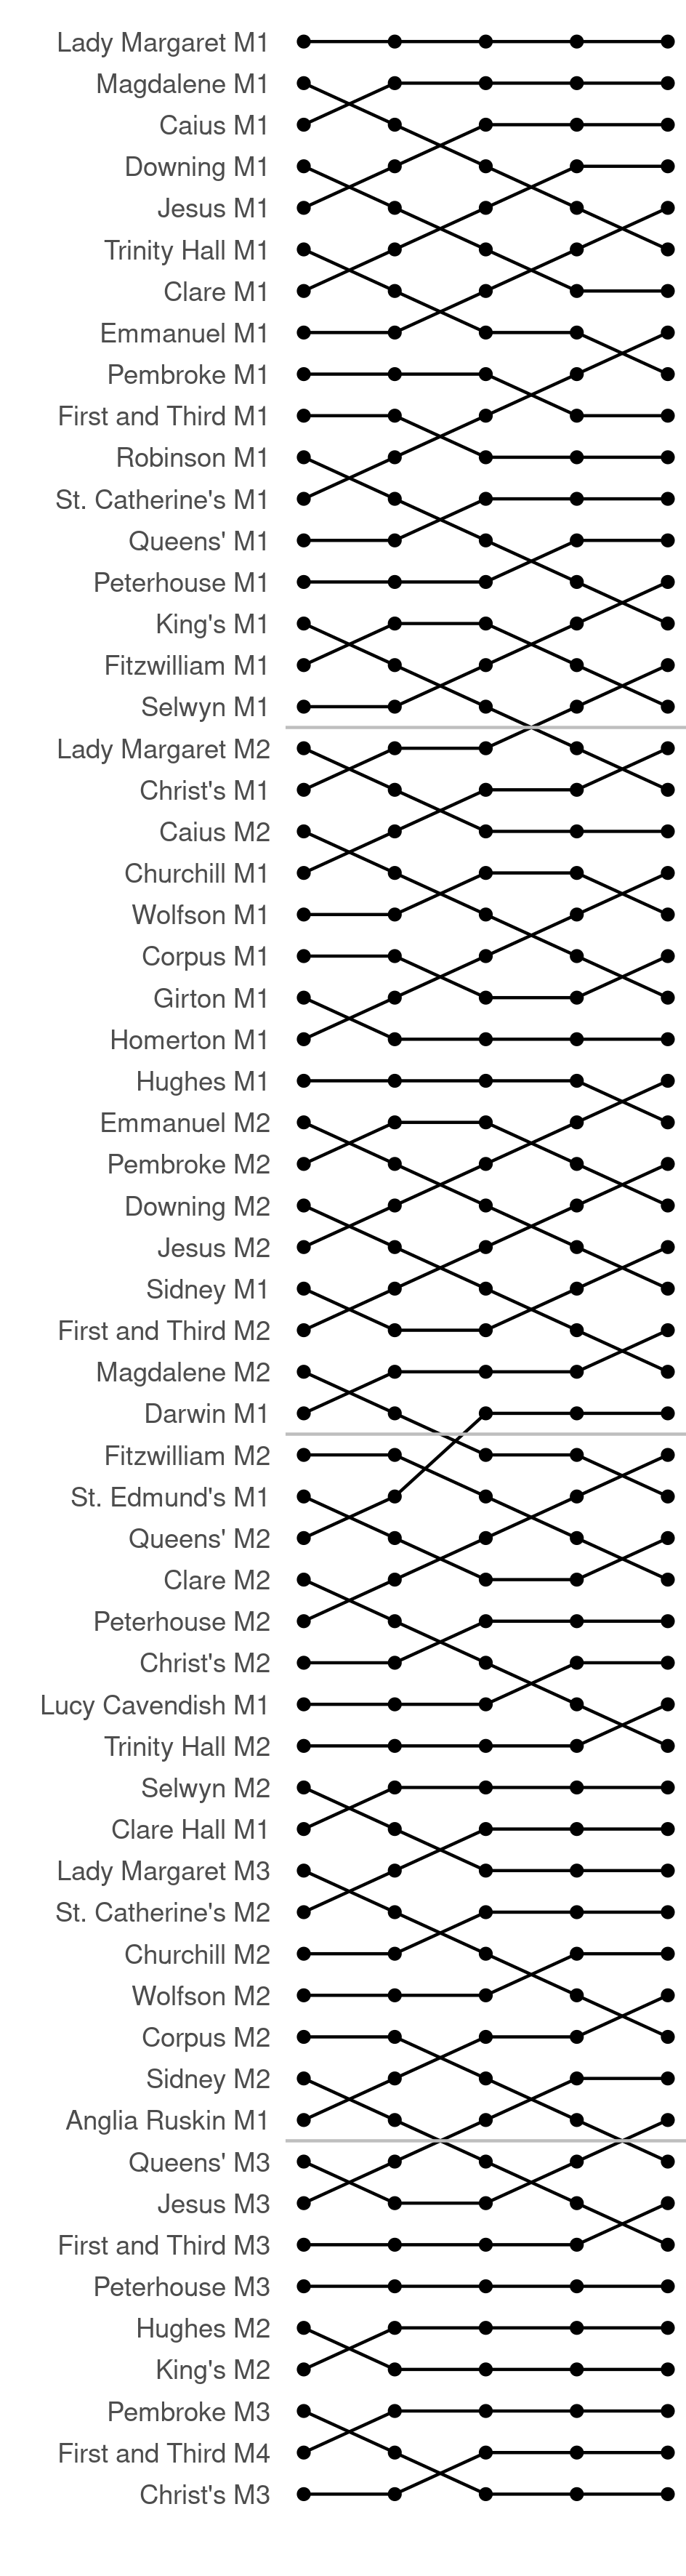 Lady Margaret M1
Magdalene M1
Caius M1
Downing M1
Jesus M1
Trinity Hall M1
Clare M1
Emmanuel M1
Pembroke M1
First and Third M1
Robinson M1
St. Catherine's M1
Queens' M1
Peterhouse M1
King's M1
Fitzwilliam M1
Selwyn M1
Lady Margaret M2
Christ's M1
Caius M2
Churchill M1
Wolfson M1
Corpus M1
Girton M1
Homerton M1
Hughes M1
Emmanuel M2
Pembroke M2
Downing M2
Jesus M2
Sidney M1
First and Third M2
Magdalene M2
Darwin M1
Fitzwilliam M2
St. Edmund's M1
Queens' M2
Clare M2
Peterhouse M2
Christ's M2
Lucy Cavendish M1
Trinity Hall M2
Selwyn M2
Clare Hall M1
Lady Margaret M3
St. Catherine's M2
Churchill M2
Wolfson M2
Corpus M2
Sidney M2
Anglia Ruskin M1
Queens' M3
Jesus M3
First and Third M3
Peterhouse M3
Hughes M2
King's M2
Pembroke M3
First and Third M4
Christ's M3